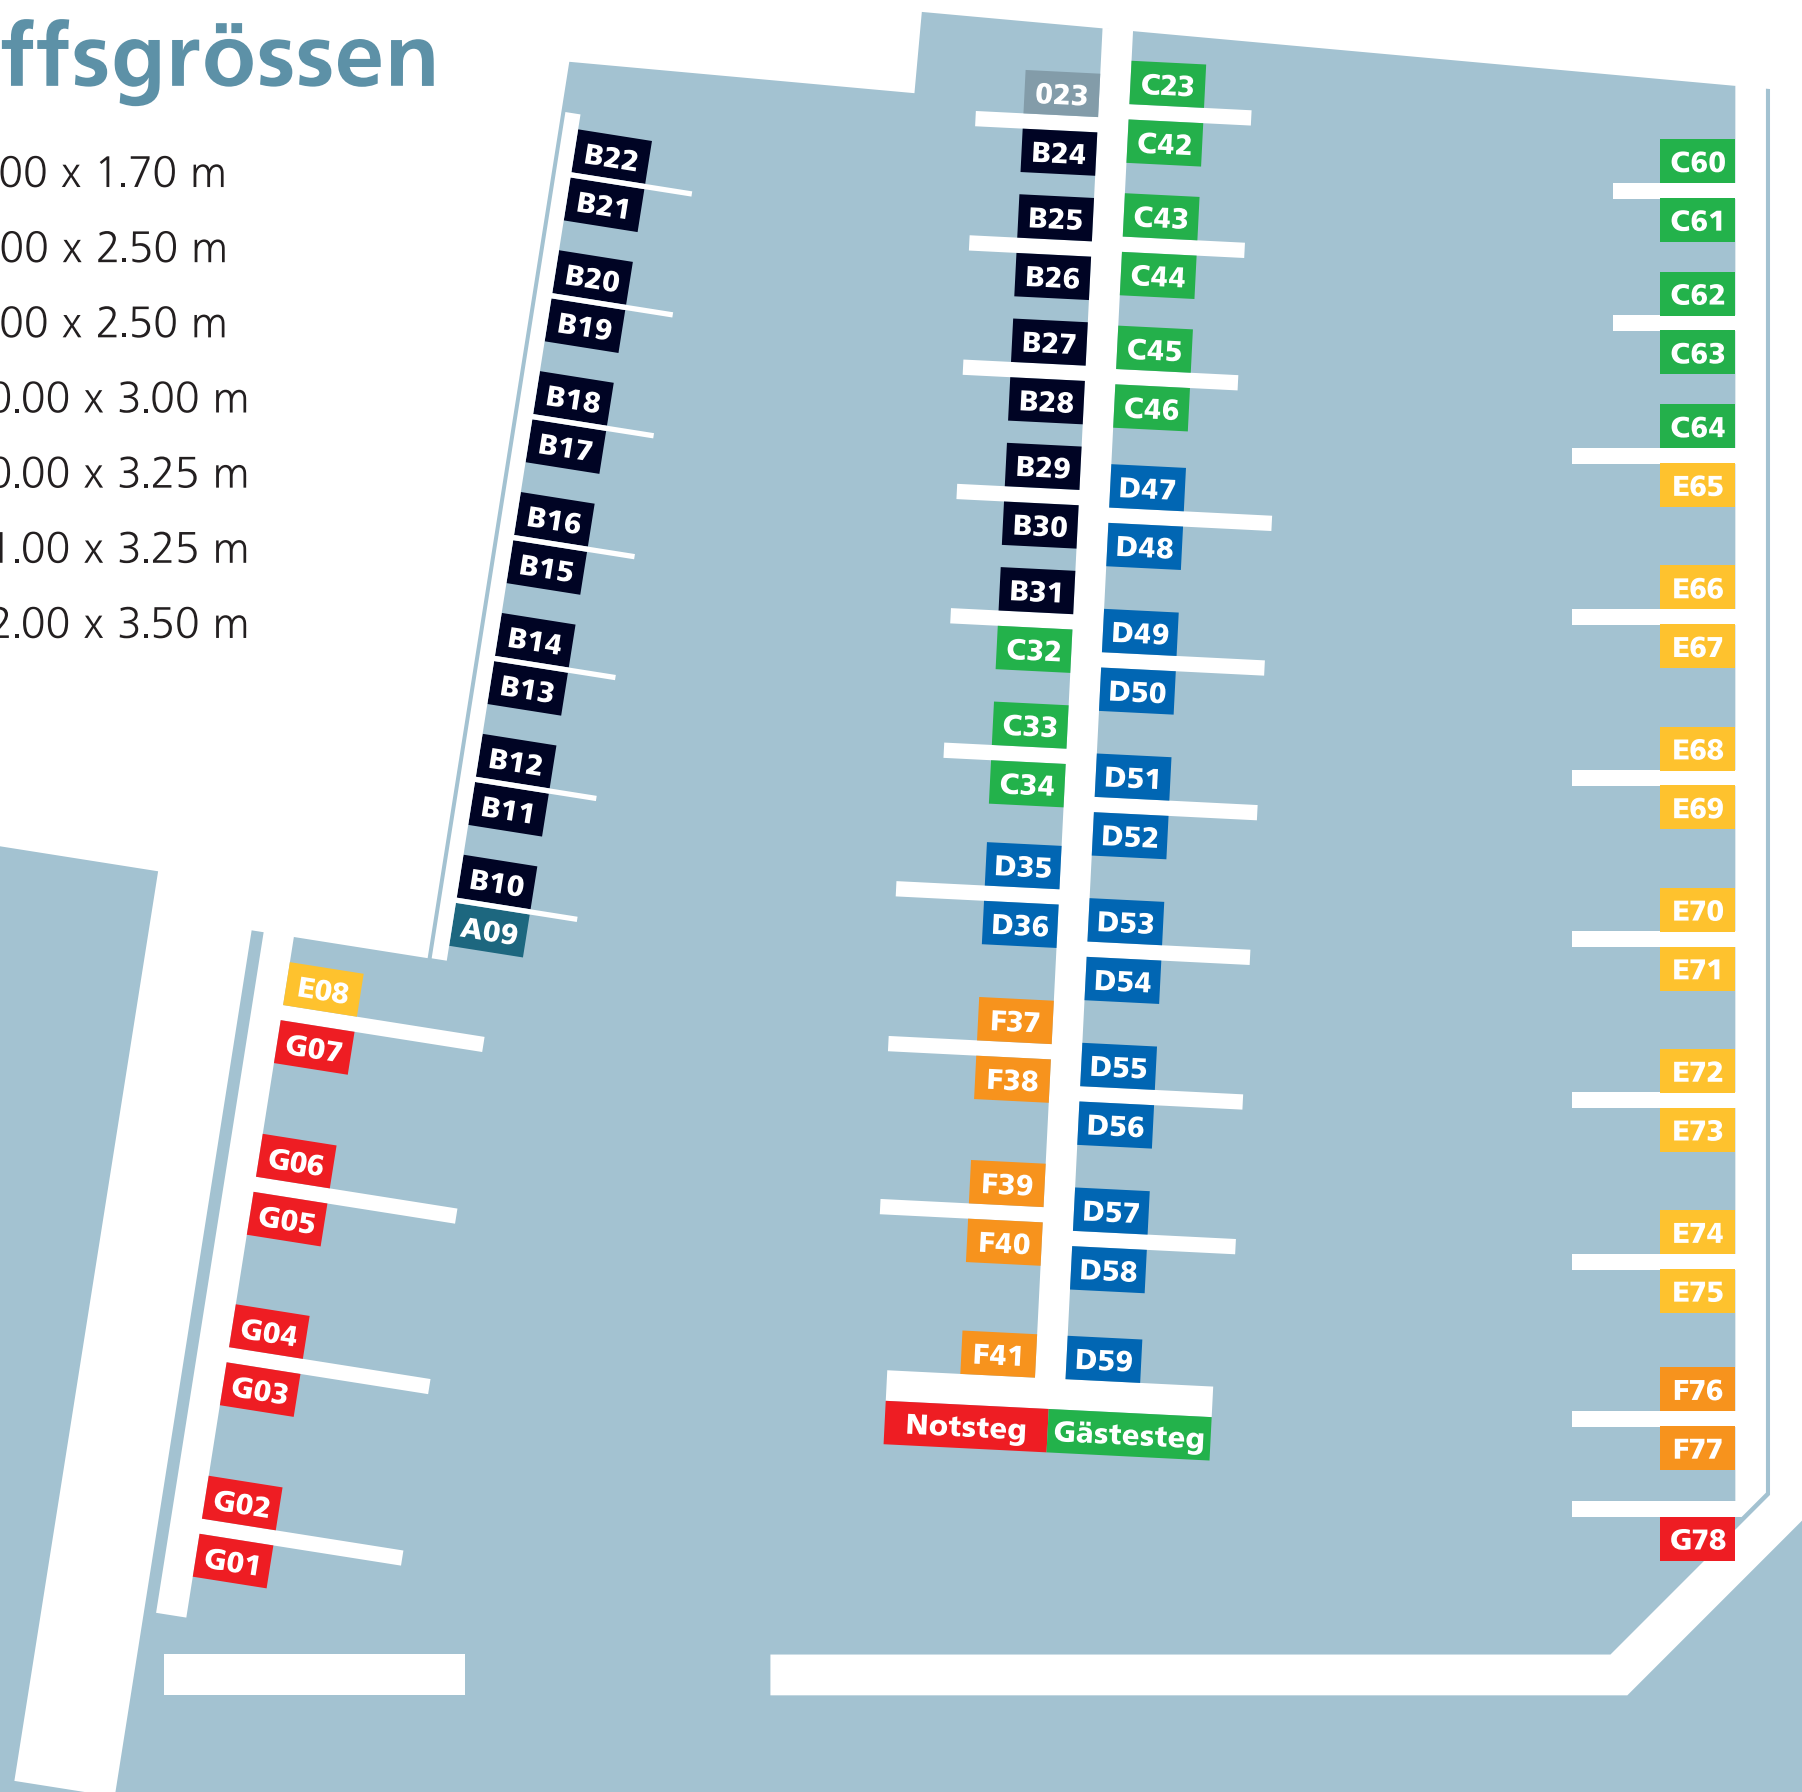 ffsgrössen
00 x 1.70 m
00 x 2.50 m
00 x 2.50 m
0.00 x 3.00 m
0.00 x 3.25 m
1.00 x 3.25 m
2.00 x 3.50 m
B22
B21
B20
B19
B18
B17
B16
B15
B14
B13
B12
B11
B10
A09
E08
G07
G06
G05
G04
G03
G02
G01
023
B24
B25
B26
B27
B28
B29
B30
B31
C32
C33
C34
D35
D36
F37
F38
F39
F40
F41
C23
C42
C43
C44
C45
C46
D47
D48
D49
D50
D51
D52
D53
D54
D55
D56
D57
D58
D59
Notsteg Gästesteg
C60
C61
C62
C63
C64
E65
E66
E67
E68
E69
E70
E71
E72
E73
E74
E75
F76
F77
G78